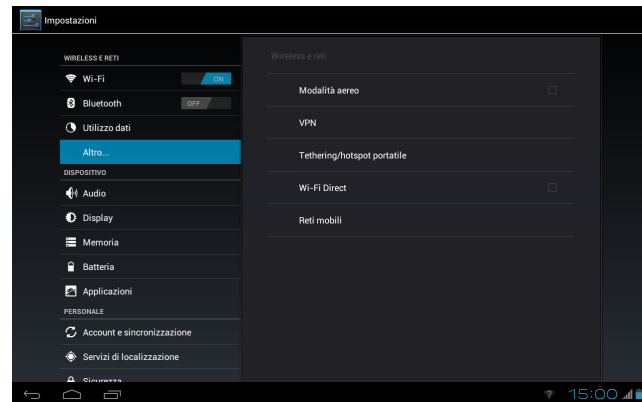 Impostazioni
WIRELESS E RETI
Wi-Fi ON
Bluetooth OFF
Utilizzo dati
Altro...
DISPOSITIVO
Audio
Display
Memoria
Batteria
Applicazioni
PERSONALE
Account e sincronizzazione
Servizi di localizzazione
Sicurezza
Wireless e reti
Modalità aereo
VPN
Tethering/hotspot portatile
Wi-Fi Direct
Reti mobili
15:00